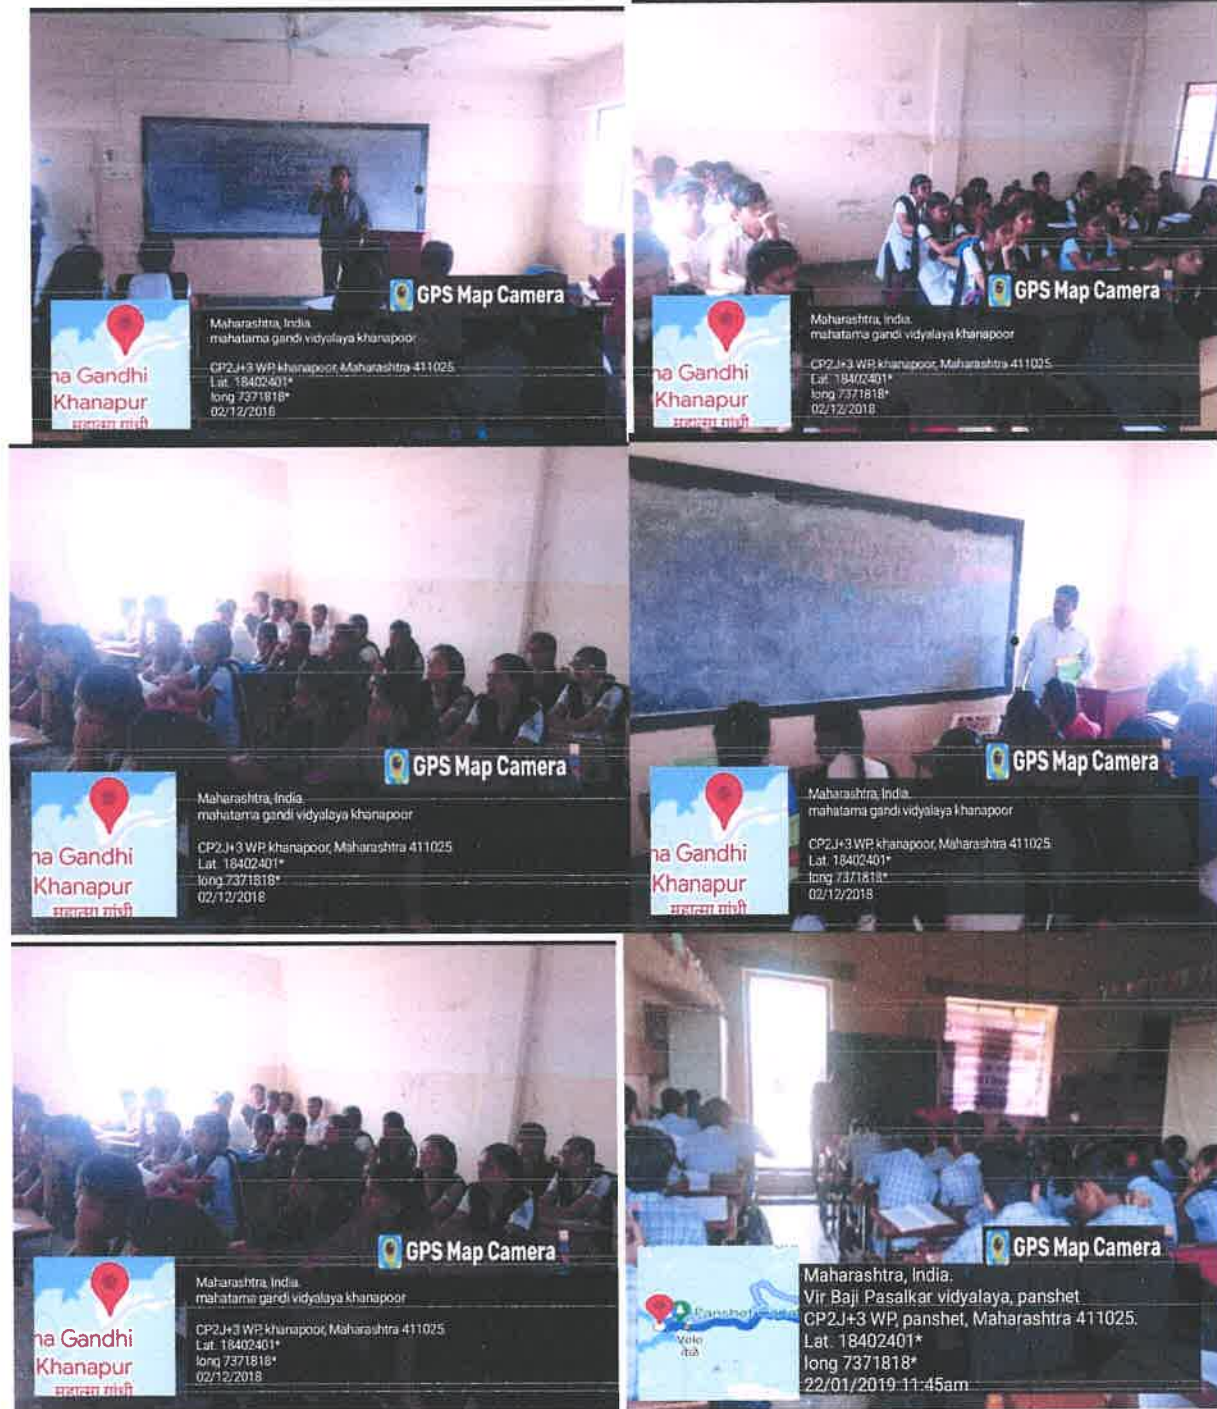 GPS Map Camera
Maharashtra, India.
mahatama gandi vidyalaya khanapoor
CP2J+3 WP, khanapoor, Maharashtra 411025.
Lat. 18402401*
long 7371818*
02/12/2018
na Gandhi
Khanapur
महात्मा गांधी
GPS Map Camera
Maharashtra, India.
mahatama gandi vidyalaya khanapoor
CP2J+3 WP, khanapoor, Maharashtra 411025.
Lat. 18402401*
long 7371818*
02/12/2018
na Gandhi
Khanapur
महात्मा गांधी
GPS Map Camera
Maharashtra, India.
mahatama gandi vidyalaya khanapoor
CP2J+3 WP, khanapoor, Maharashtra 411025.
Lat. 18402401*
long 7371818*
02/12/2018
na Gandhi
Khanapur
महात्मा गांधी
GPS Map Camera
Maharashtra, India.
mahatama gandi vidyalaya khanapoor
CP2J+3 WP, khanapoor, Maharashtra 411025.
Lat. 18402401*
long 7371818*
02/12/2018
na Gandhi
Khanapur
महात्मा गांधी
GPS Map Camera
Maharashtra, India.
mahatama gandi vidyalaya khanapoor
CP2J+3 WP, khanapoor, Maharashtra 411025.
Lat. 18402401*
long 7371818*
02/12/2018
na Gandhi
Khanapur
महात्मा गांधी
GPS Map Camera
Maharashtra, India.
Vir Baji Pasalkar vidyalaya, panshet
CP2J+3 WP, panshet, Maharashtra 411025.
Lat. 18402401*
long 7371818*
22/01/2019 11:45am
Panshet
Velo